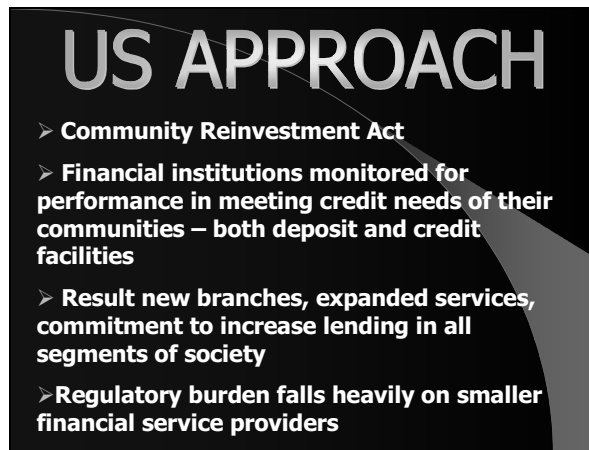 US APPROACH
➢ Community Reinvestment Act
➢ Financial institutions monitored for
performance in meeting credit needs of their
communities – both deposit and credit
facilities
➢ Result new branches, expanded services,
commitment to increase lending in all
segments of society
➢Regulatory burden falls heavily on smaller
financial service providers